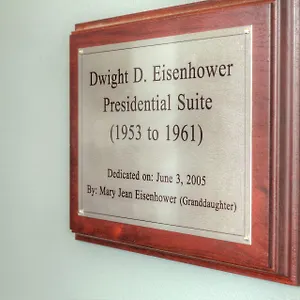 Dwight D. Eisenhower
Presidential Suite
(1953 to 1961)
Dedicated on: June 3, 2005
By: Mary Jean Eisenhower (Granddaughter)